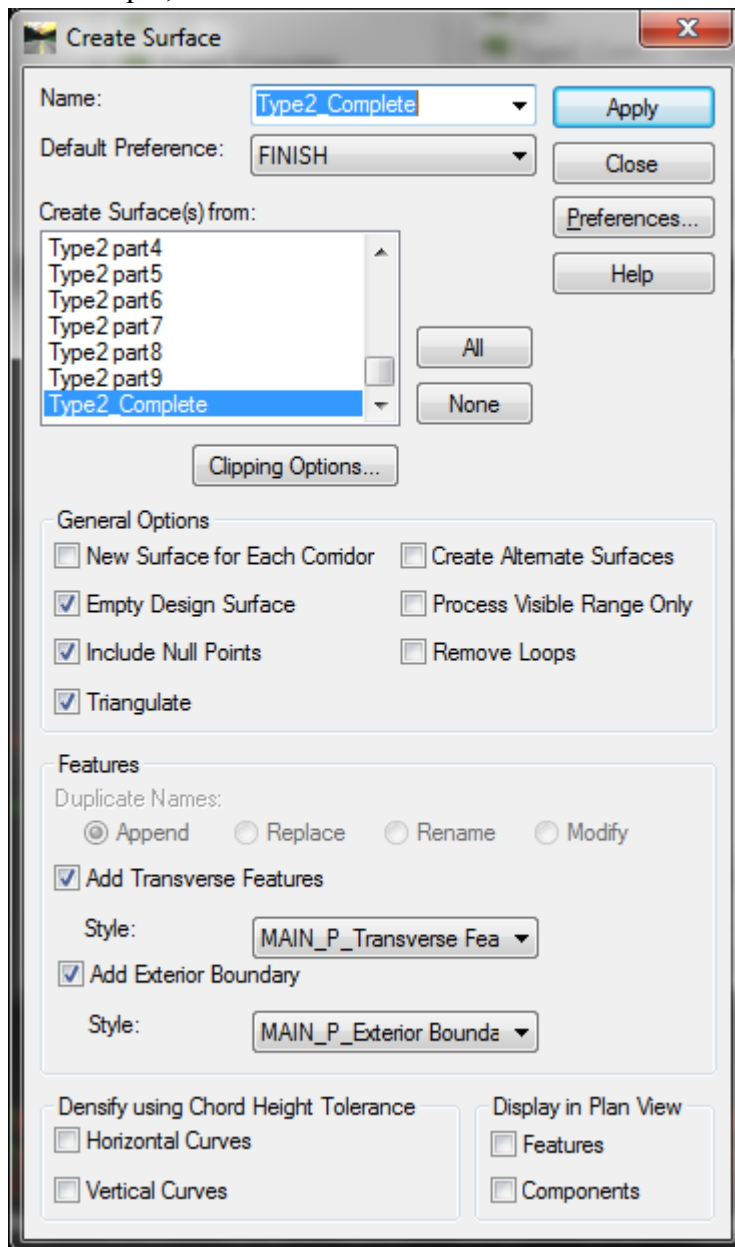 Create Surface
Name:
Type2_Complete
Apply
Default Preference:
FINISH
Close
Create Surface(s) from:
Preferences...
Type2 part4
Type2 part5
Type2 part6
Type2 part7
Type2 part8
Type2 part9
Type2_Complete
Help
All
None
Clipping Options...
General Options
New Surface for Each Corridor
Create Alternate Surfaces
Empty Design Surface
Process Visible Range Only
Include Null Points
Remove Loops
Triangulate
Features
Duplicate Names:
Append Replace Rename Modify
Add Transverse Features
Style:
MAIN_P_Transverse Fea
Add Exterior Boundary
Style:
MAIN_P_Exterior Bounda
Densify using Chord Height Tolerance
Horizontal Curves
Vertical Curves
Display in Plan View
Features
Components